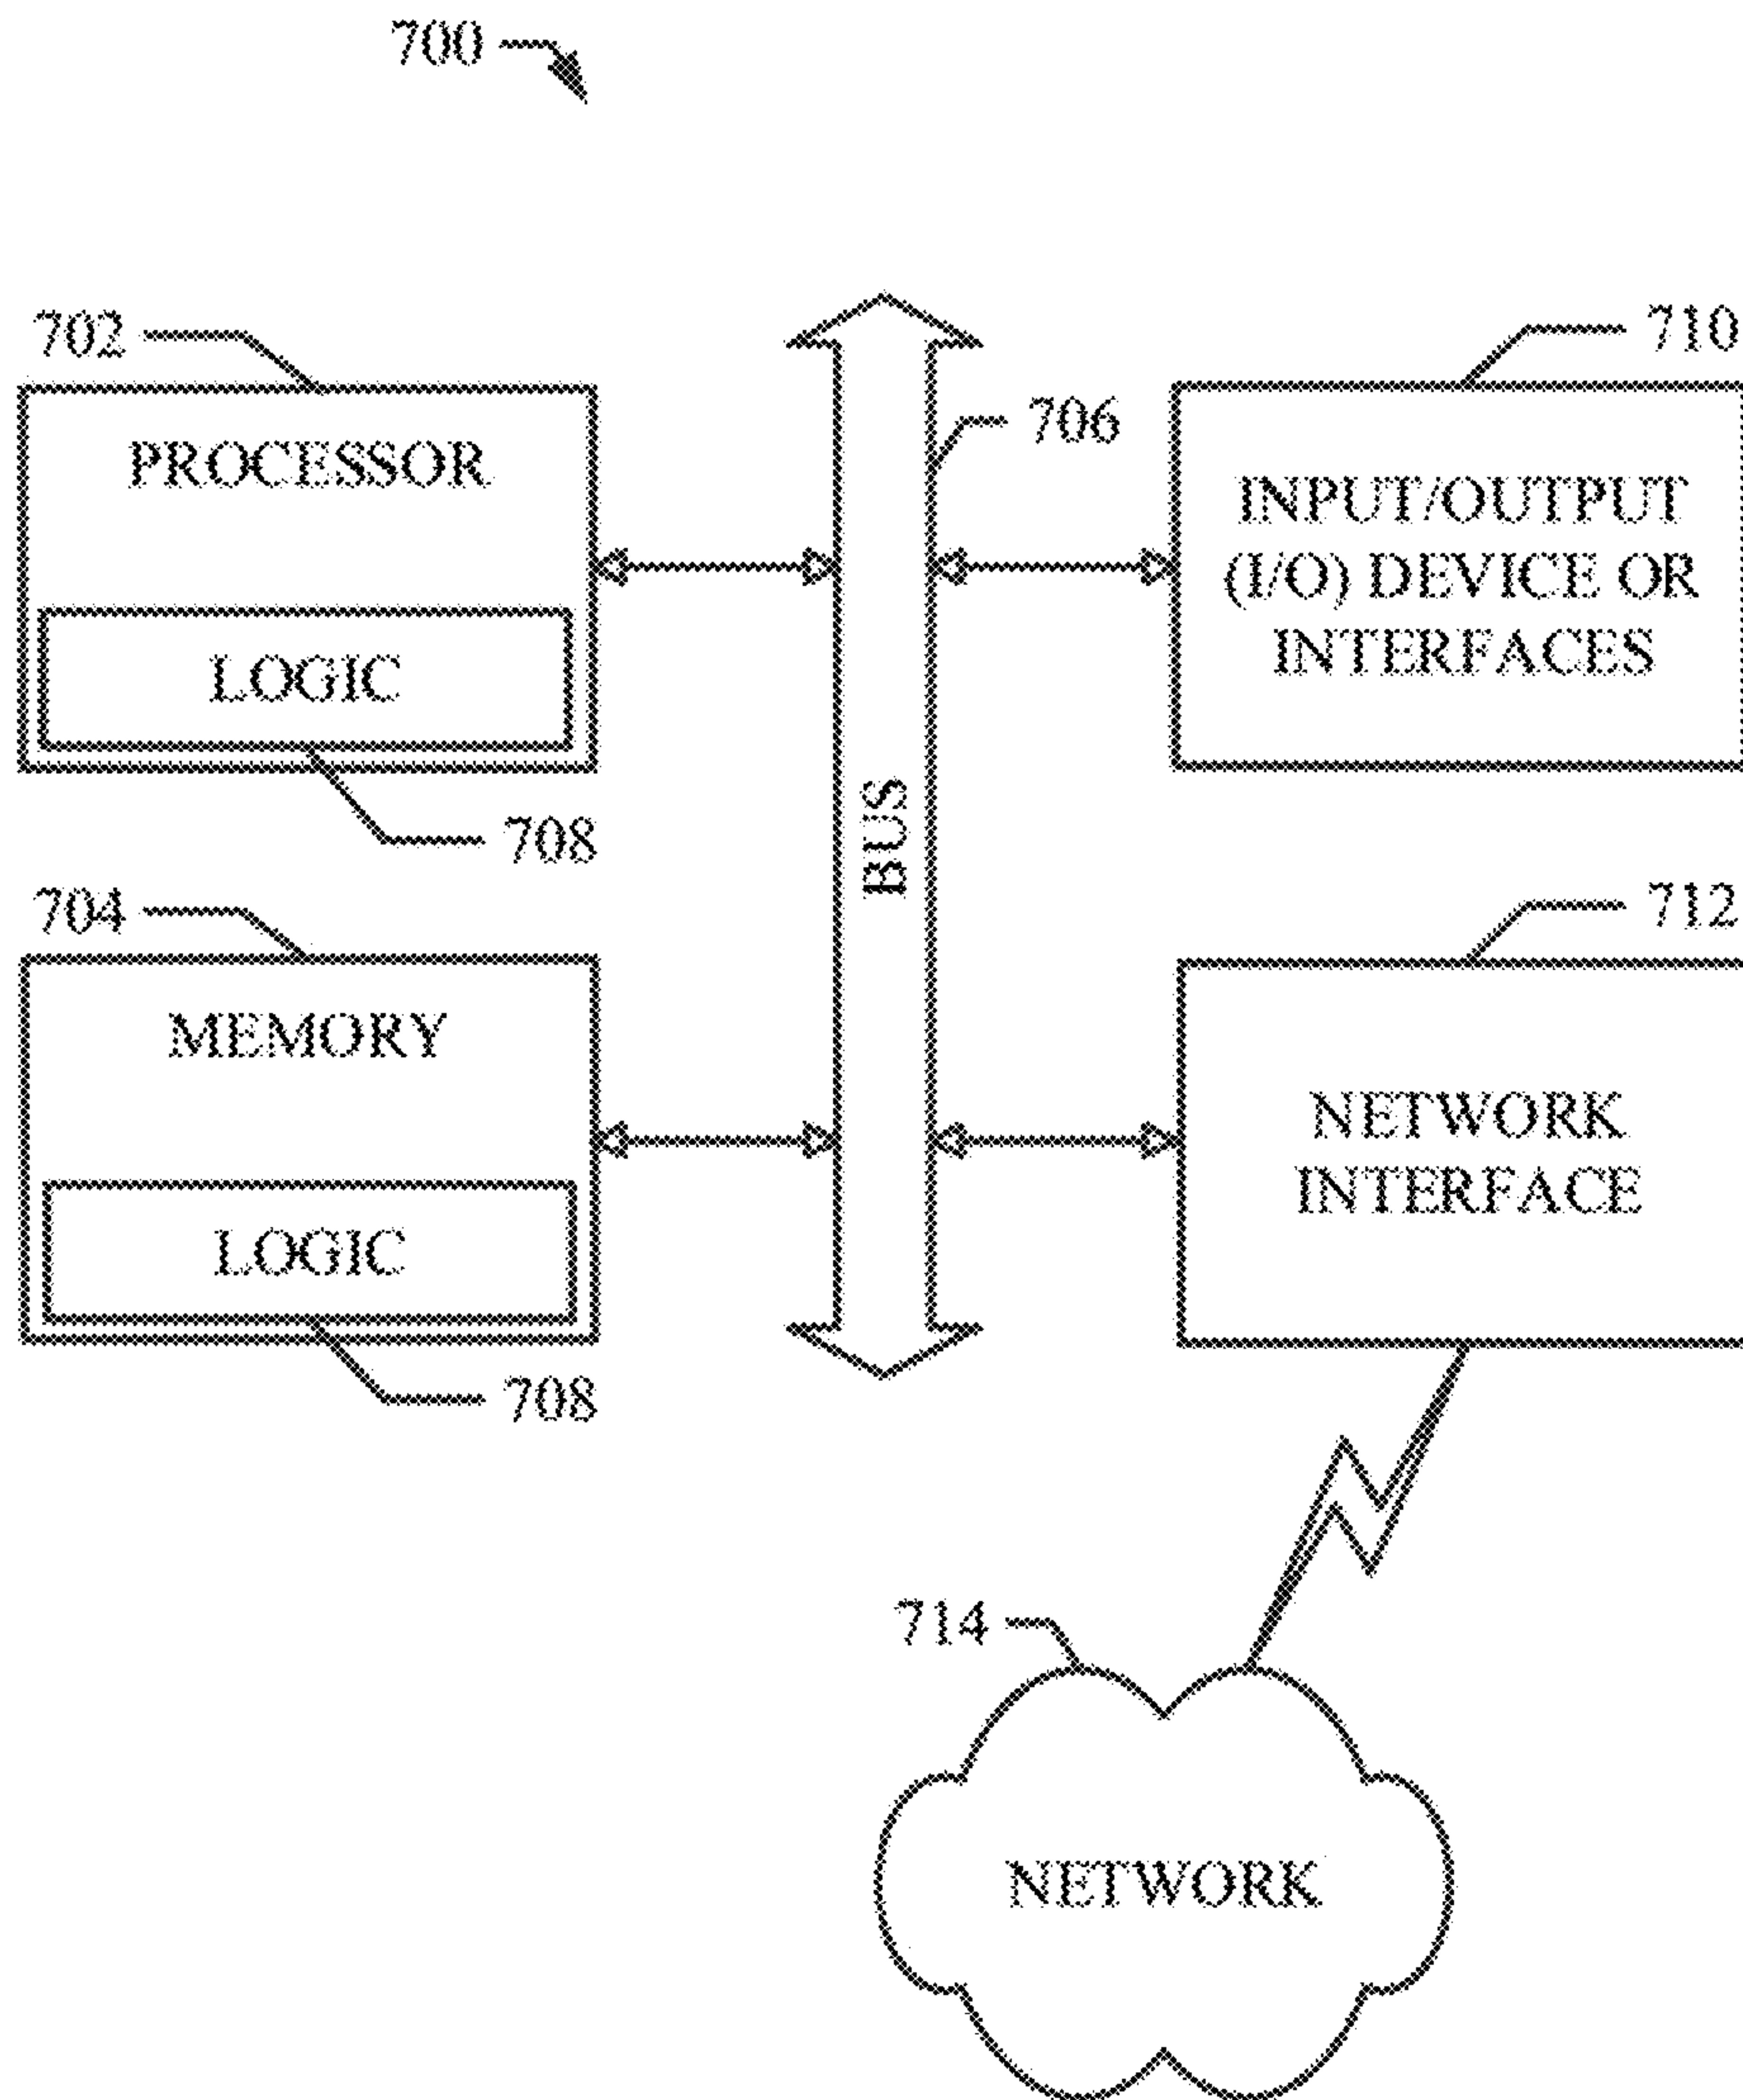 700
702
PROCESSOR
LOGIC
708
704
MEMORY
LOGIC
708
706
BUS
710
INPUT/OUTPUT
(I/O) DEVICE OR
INTERFACES
712
NETWORK
INTERFACE
714
NETWORK